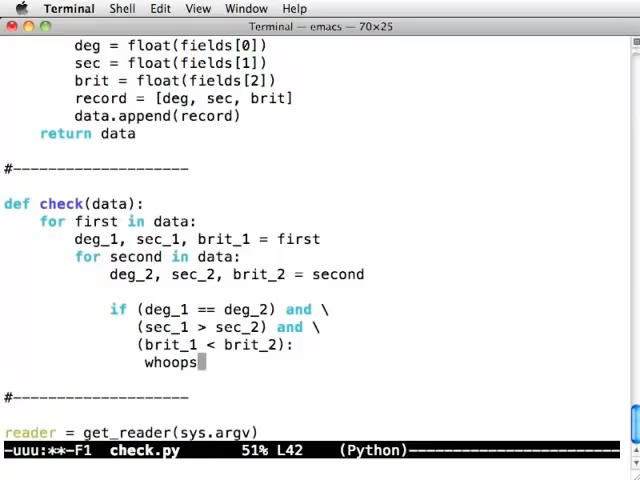 Terminal Shell Edit View Window Help
Terminal — emacs — 70×25
        deg = float(fields[0])
        sec = float(fields[1])
        brit = float(fields[2])
        record = [deg, sec, brit]
        data.append(record)
    return data
#--------------------
def check(data):
    for first in data:
        deg_1, sec_1, brit_1 = first
        for second in data:
            deg_2, sec_2, brit_2 = second
            if (deg_1 == deg_2) and \
               (sec_1 > sec_2) and \
               (brit_1 < brit_2):
                whoops
#--------------------
reader = get_reader(sys.argv)
-uuu:**-F1  check.py       51% L42    (Python)-------------------------